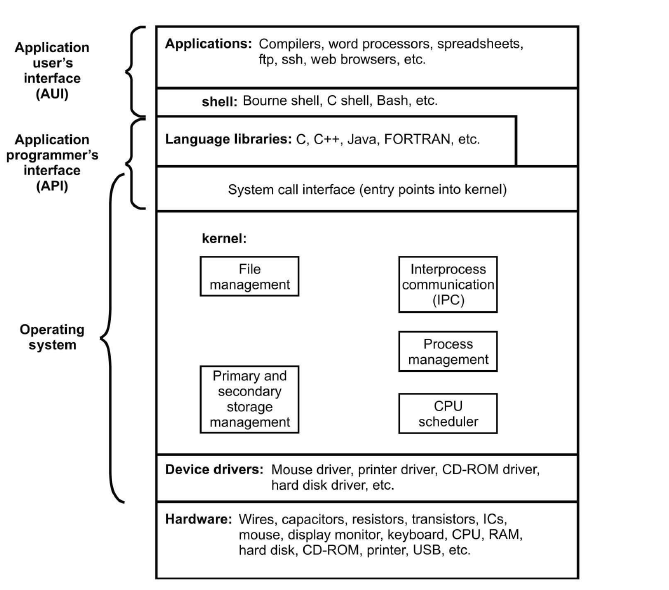 Application
user's
interface
(AUI)
Applications: Compilers, word processors, spreadsheets,
ftp, ssh, web browsers, etc.
shell: Bourne shell, C shell, Bash, etc.
Application
programmer's
interface
(API)
Language libraries: C, C++, Java, FORTRAN, etc.
System call interface (entry points into kernel)
Operating
system
kernel:
File
management
Interprocess
communication
(IPC)
Process
management
Primary and
secondary
storage
management
CPU
scheduler
Device drivers: Mouse driver, printer driver, CD-ROM driver,
hard disk driver, etc.
Hardware: Wires, capacitors, resistors, transistors, ICs,
mouse, display monitor, keyboard, CPU, RAM,
hard disk, CD-ROM, printer, USB, etc.